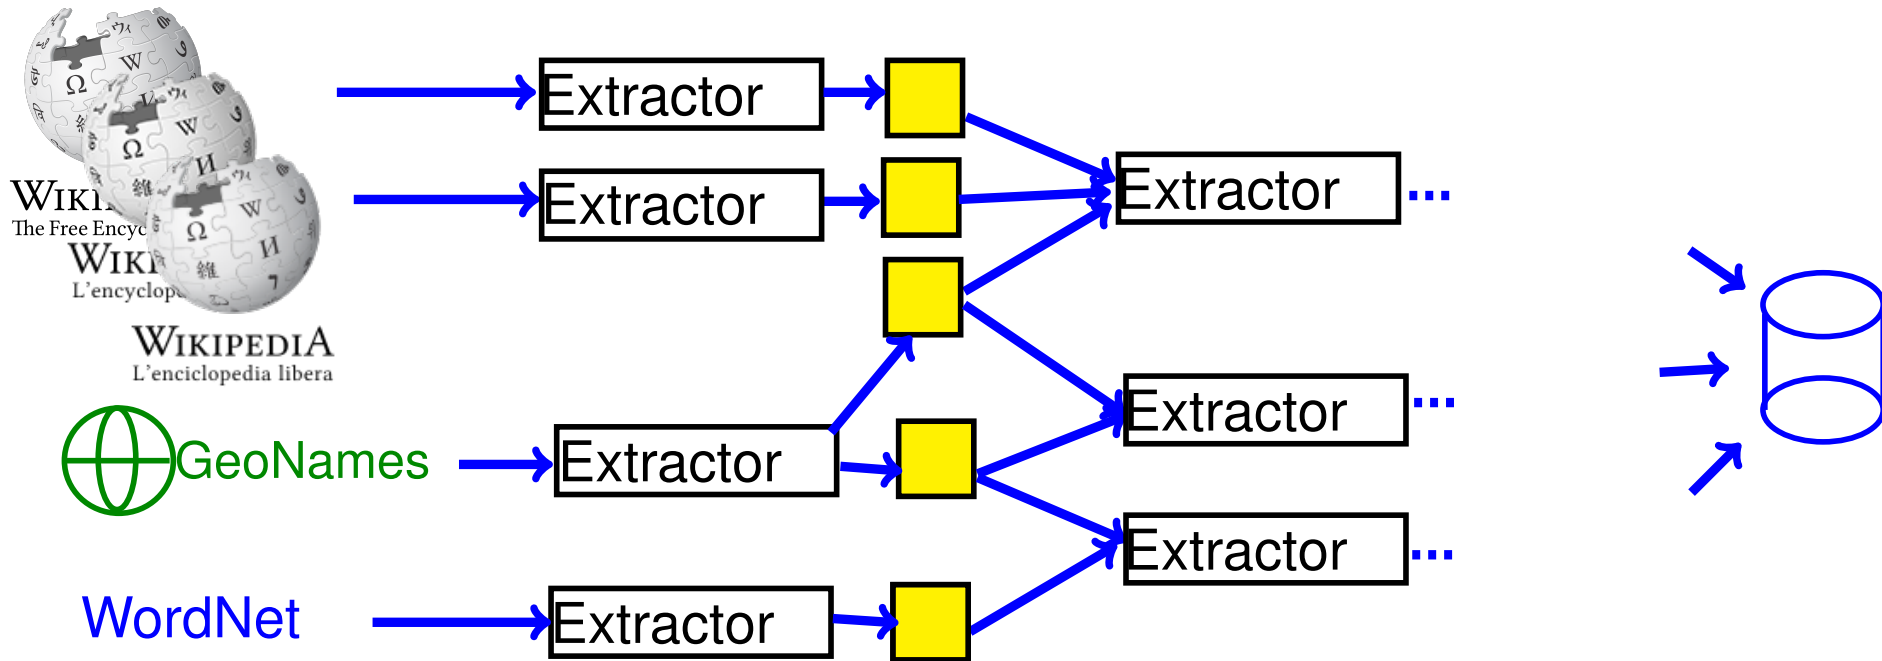 WIKI
The Free Encyc
WIKI
L'encyclop
WIKIPEDIA
L'enciclopedia libera
Extractor
Extractor
Extractor ...
GeoNames
Extractor
Extractor ...
WordNet
Extractor
Extractor ...